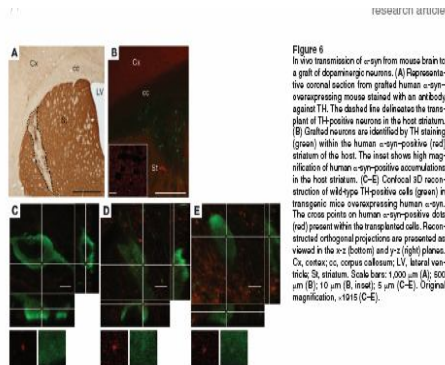 research article
A
B
Cx
cc
LV
Cx
cc
St
C
D
E
Figure 6
In vivo transmission of α-syn from mouse brain to
a graft of dopaminergic neurons. (A) Representa-
tive coronal section from grafted human α-syn–
overexpressing mouse stained with an antibody
against TH. The dashed line delineates the trans-
plant of TH-positive neurons in the host striatum.
(B) Grafted neurons are identified by TH staining
(green) within the human α-syn–positive (red)
striatum of the host. The inset shows high mag-
nification of human α-syn–positive accumulations
in the host striatum. (C–E) Confocal 3D recon-
struction of wild-type TH-positive cells (green) in
transgenic mice overexpressing human α-syn.
The cross points on human α-syn–positive dots
(red) present within the transplanted cells. Recon-
structed orthogonal projections are presented as
viewed in the x-z (bottom) and y-z (right) planes.
Cx, cortex; cc, corpus callosum; LV, lateral ven-
tricle; St, striatum. Scale bars: 1,000 μm (A); 500
μm (B); 10 μm (B, inset); 5 μm (C–E). Original
magnification, ×1915 (C–E).